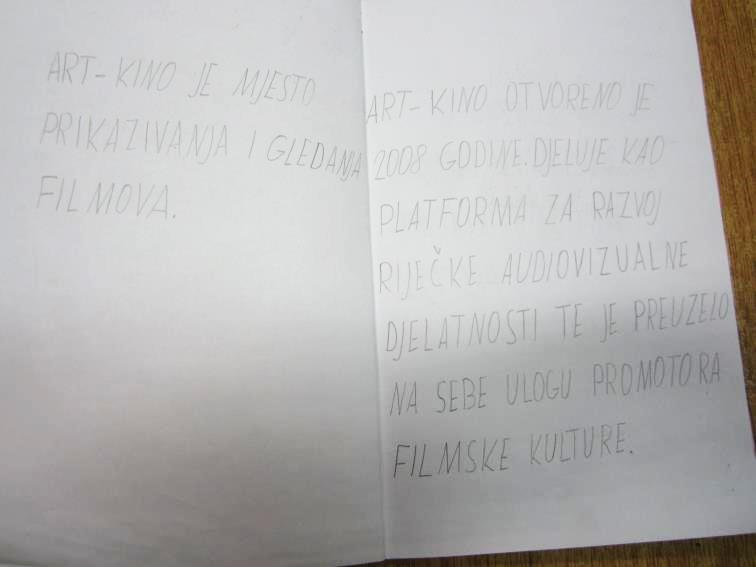 ART-KINO JE MJESTO
PRIKAZIVANJA I GLEDANJA
FILMOVA.
ART-KINO OTVORENO JE
2008 GODINE. DJELUJE KAO
PLATFORMA ZA RAZVOJ
RIJEČKE AUDIOVIZUALNE
DJELATNOSTI TE JE PREUZELO
NA SEBE ULOGU PROMOTORA
FILMSKE KULTURE.